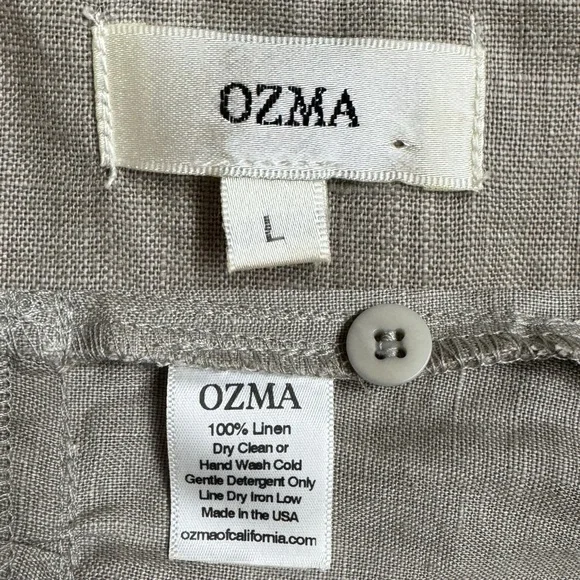 OZMA
L
OZMA
100% Linen
Dry Clean or
Hand Wash Cold
Gentle Detergent Only
Line Dry Iron Low
Made in the USA
ozmaofcalifornia.com